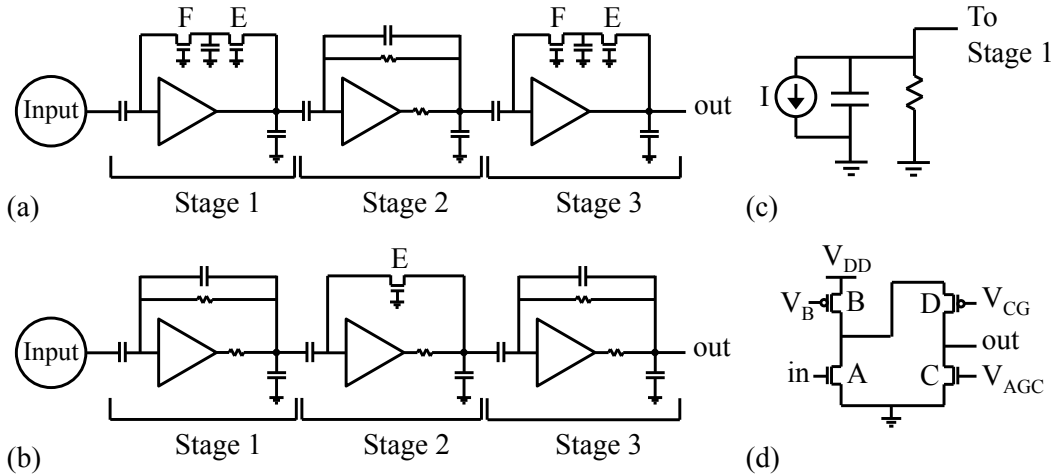 F E F E
Input out
Stage 1 Stage 2 Stage 3
(a)
To
Stage 1
I
(c)
E
Input out
Stage 1 Stage 2 Stage 3
(b)
V_DD
V_B B D V_CG
out
in A C V_AGC
(d)